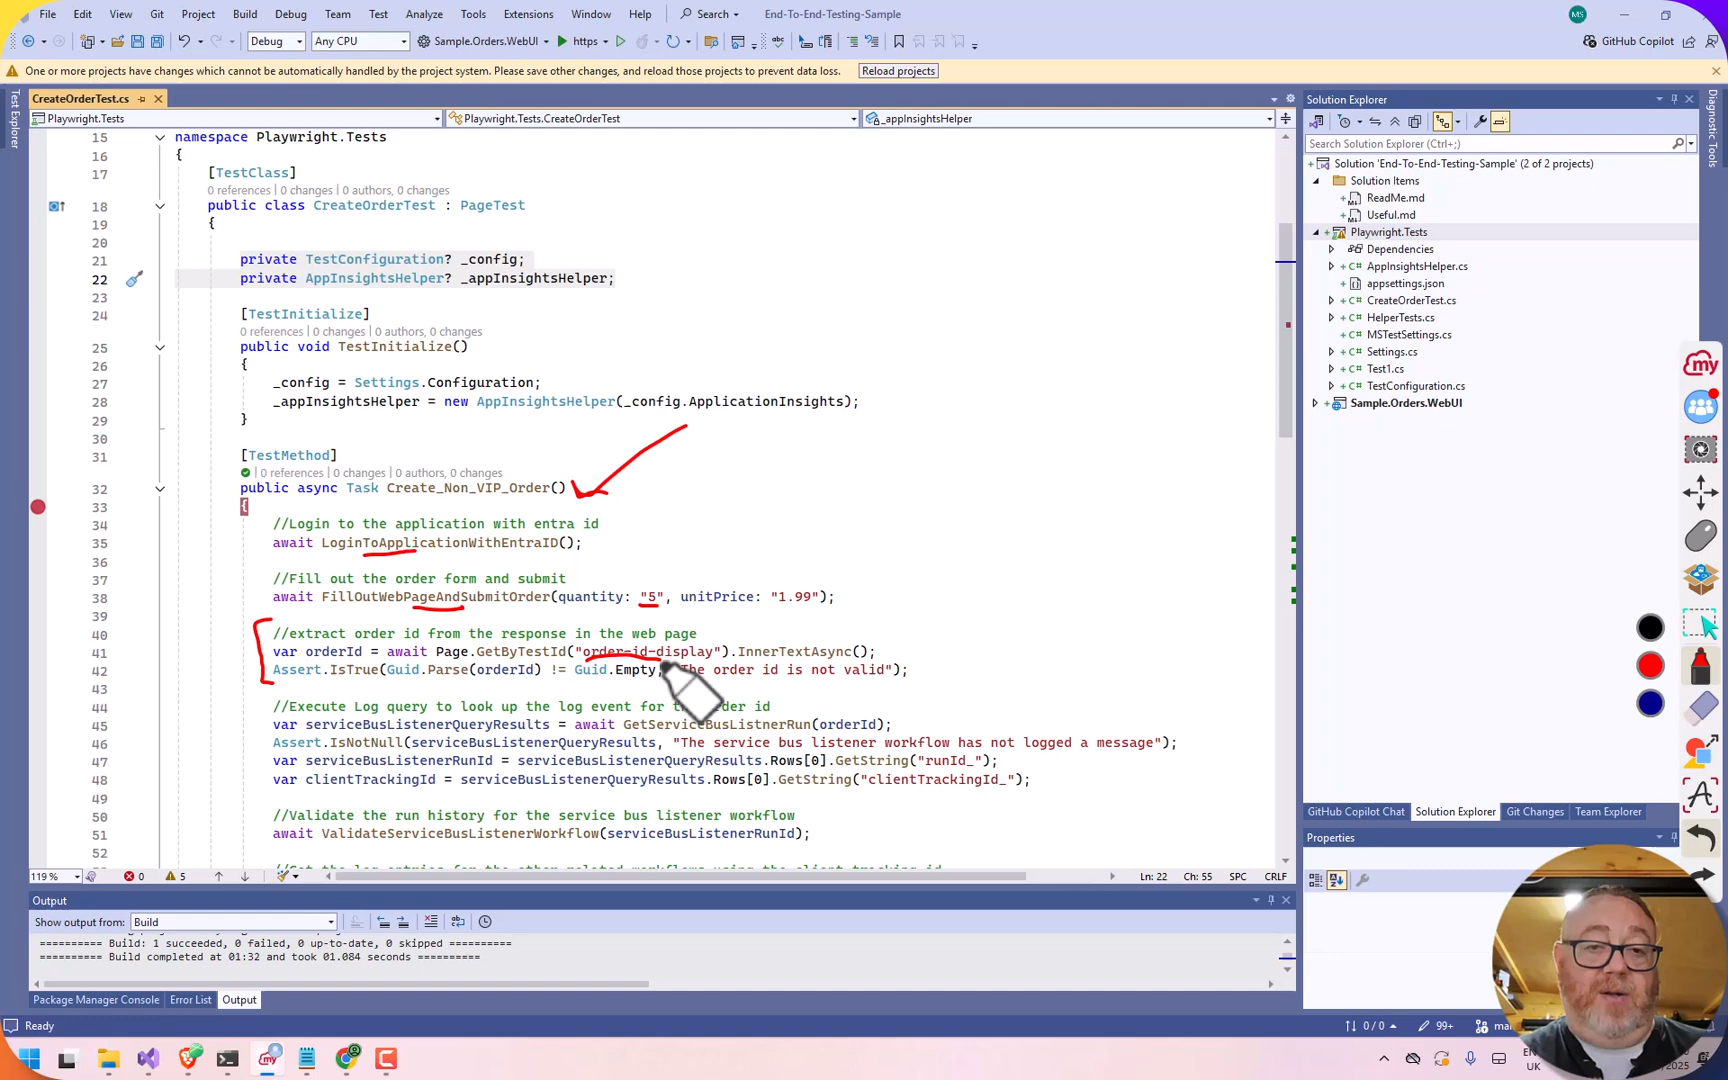 File Edit View Git Project Build Debug Team Test Analyze Tools Extensions Window Help Search End-To-End-Testing-Sample MS
Debug Any CPU Sample.Orders.WebUI https GitHub Copilot
One or more projects have changes which cannot be automatically handled by the project system. Please save other changes, and reload those projects to prevent data loss. Reload projects
Test Explorer
CreateOrderTest.cs
Playwright.Tests Playwright.Tests.CreateOrderTest _appInsightsHelper
15 namespace Playwright.Tests
16 {
17 [TestClass]
0 references | 0 changes | 0 authors, 0 changes
18 public class CreateOrderTest : PageTest
19 {
20
21 private TestConfiguration? _config;
22 private AppInsightsHelper? _appInsightsHelper;
23
24 [TestInitialize]
0 references | 0 changes | 0 authors, 0 changes
25 public void TestInitialize()
26 {
27 _config = Settings.Configuration;
28 _appInsightsHelper = new AppInsightsHelper(_config.ApplicationInsights);
29 }
30
31 [TestMethod]
0 references | 0 changes | 0 authors, 0 changes
32 public async Task Create_Non_VIP_Order()
33 {
34 //Login to the application with entra id
35 await LoginToApplicationWithEntraID();
36
37 //Fill out the order form and submit
38 await FillOutWebPageAndSubmitOrder(quantity: "5", unitPrice: "1.99");
39
40 //extract order id from the response in the web page
41 var orderId = await Page.GetByTestId("order-id-display").InnerTextAsync();
42 Assert.IsTrue(Guid.Parse(orderId) != Guid.Empty, The order id is not valid");
43
44 //Execute Log query to look up the log event for order id
45 var serviceBusListenerQueryResults = await GetServiceBusListnerRun(orderId);
46 Assert.IsNotNull(serviceBusListenerQueryResults, "The service bus listener workflow has not logged a message");
47 var serviceBusListenerRunId = serviceBusListenerQueryResults.Rows[0].GetString("runId_");
48 var clientTrackingId = serviceBusListenerQueryResults.Rows[0].GetString("clientTrackingId_");
49
50 //Validate the run history for the service bus listener workflow
51 await ValidateServiceBusListenerWorkflow(serviceBusListenerRunId);
52
119 % 0 5 Ln: 22 Ch: 55 SPC CRLF
Output
Show output from: Build
========== Build: 1 succeeded, 0 failed, 0 up-to-date, 0 skipped ==========
========== Build completed at 01:32 and took 01.084 seconds ==========
Package Manager Console Error List Output
Ready 0 / 0 99+
Solution Explorer
Search Solution Explorer (Ctrl+;)
Solution 'End-To-End-Testing-Sample' (2 of 2 projects)
Solution Items
ReadMe.md
Useful.md
Playwright.Tests
Dependencies
C# AppInsightsHelper.cs
appsettings.json
C# CreateOrderTest.cs
C# HelperTests.cs
C# MSTestSettings.cs
C# Settings.cs
C# Test1.cs
C# TestConfiguration.cs
Sample.Orders.WebUI
GitHub Copilot Chat Solution Explorer Git Changes Team Explorer
Properties
Diagnostic Tools
my
UK